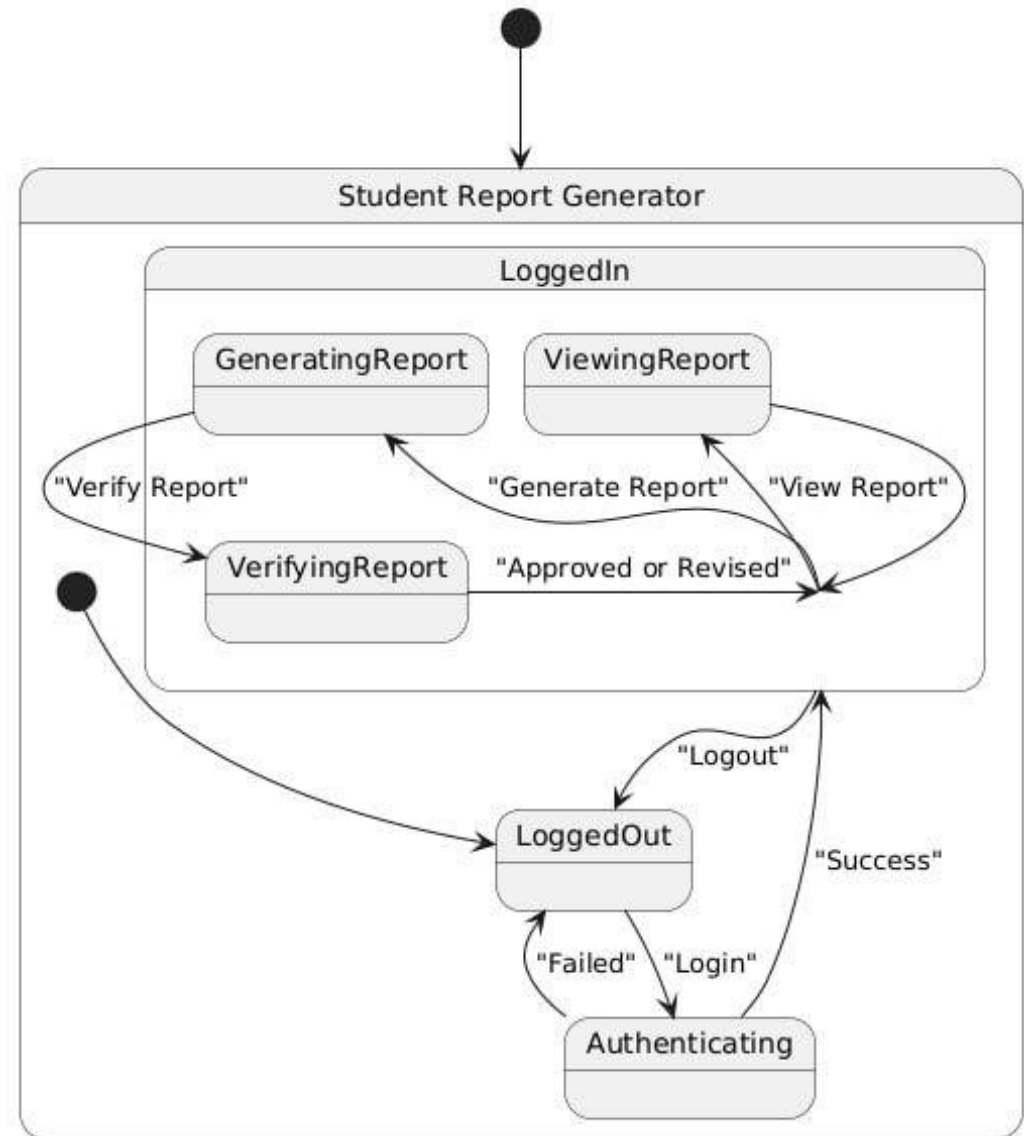 Student Report Generator
LoggedIn
GeneratingReport
ViewingReport
"Verify Report"
"Generate Report"
"View Report"
VerifyingReport
"Approved or Revised"
"Logout"
LoggedOut
"Success"
"Failed"
"Login"
Authenticating